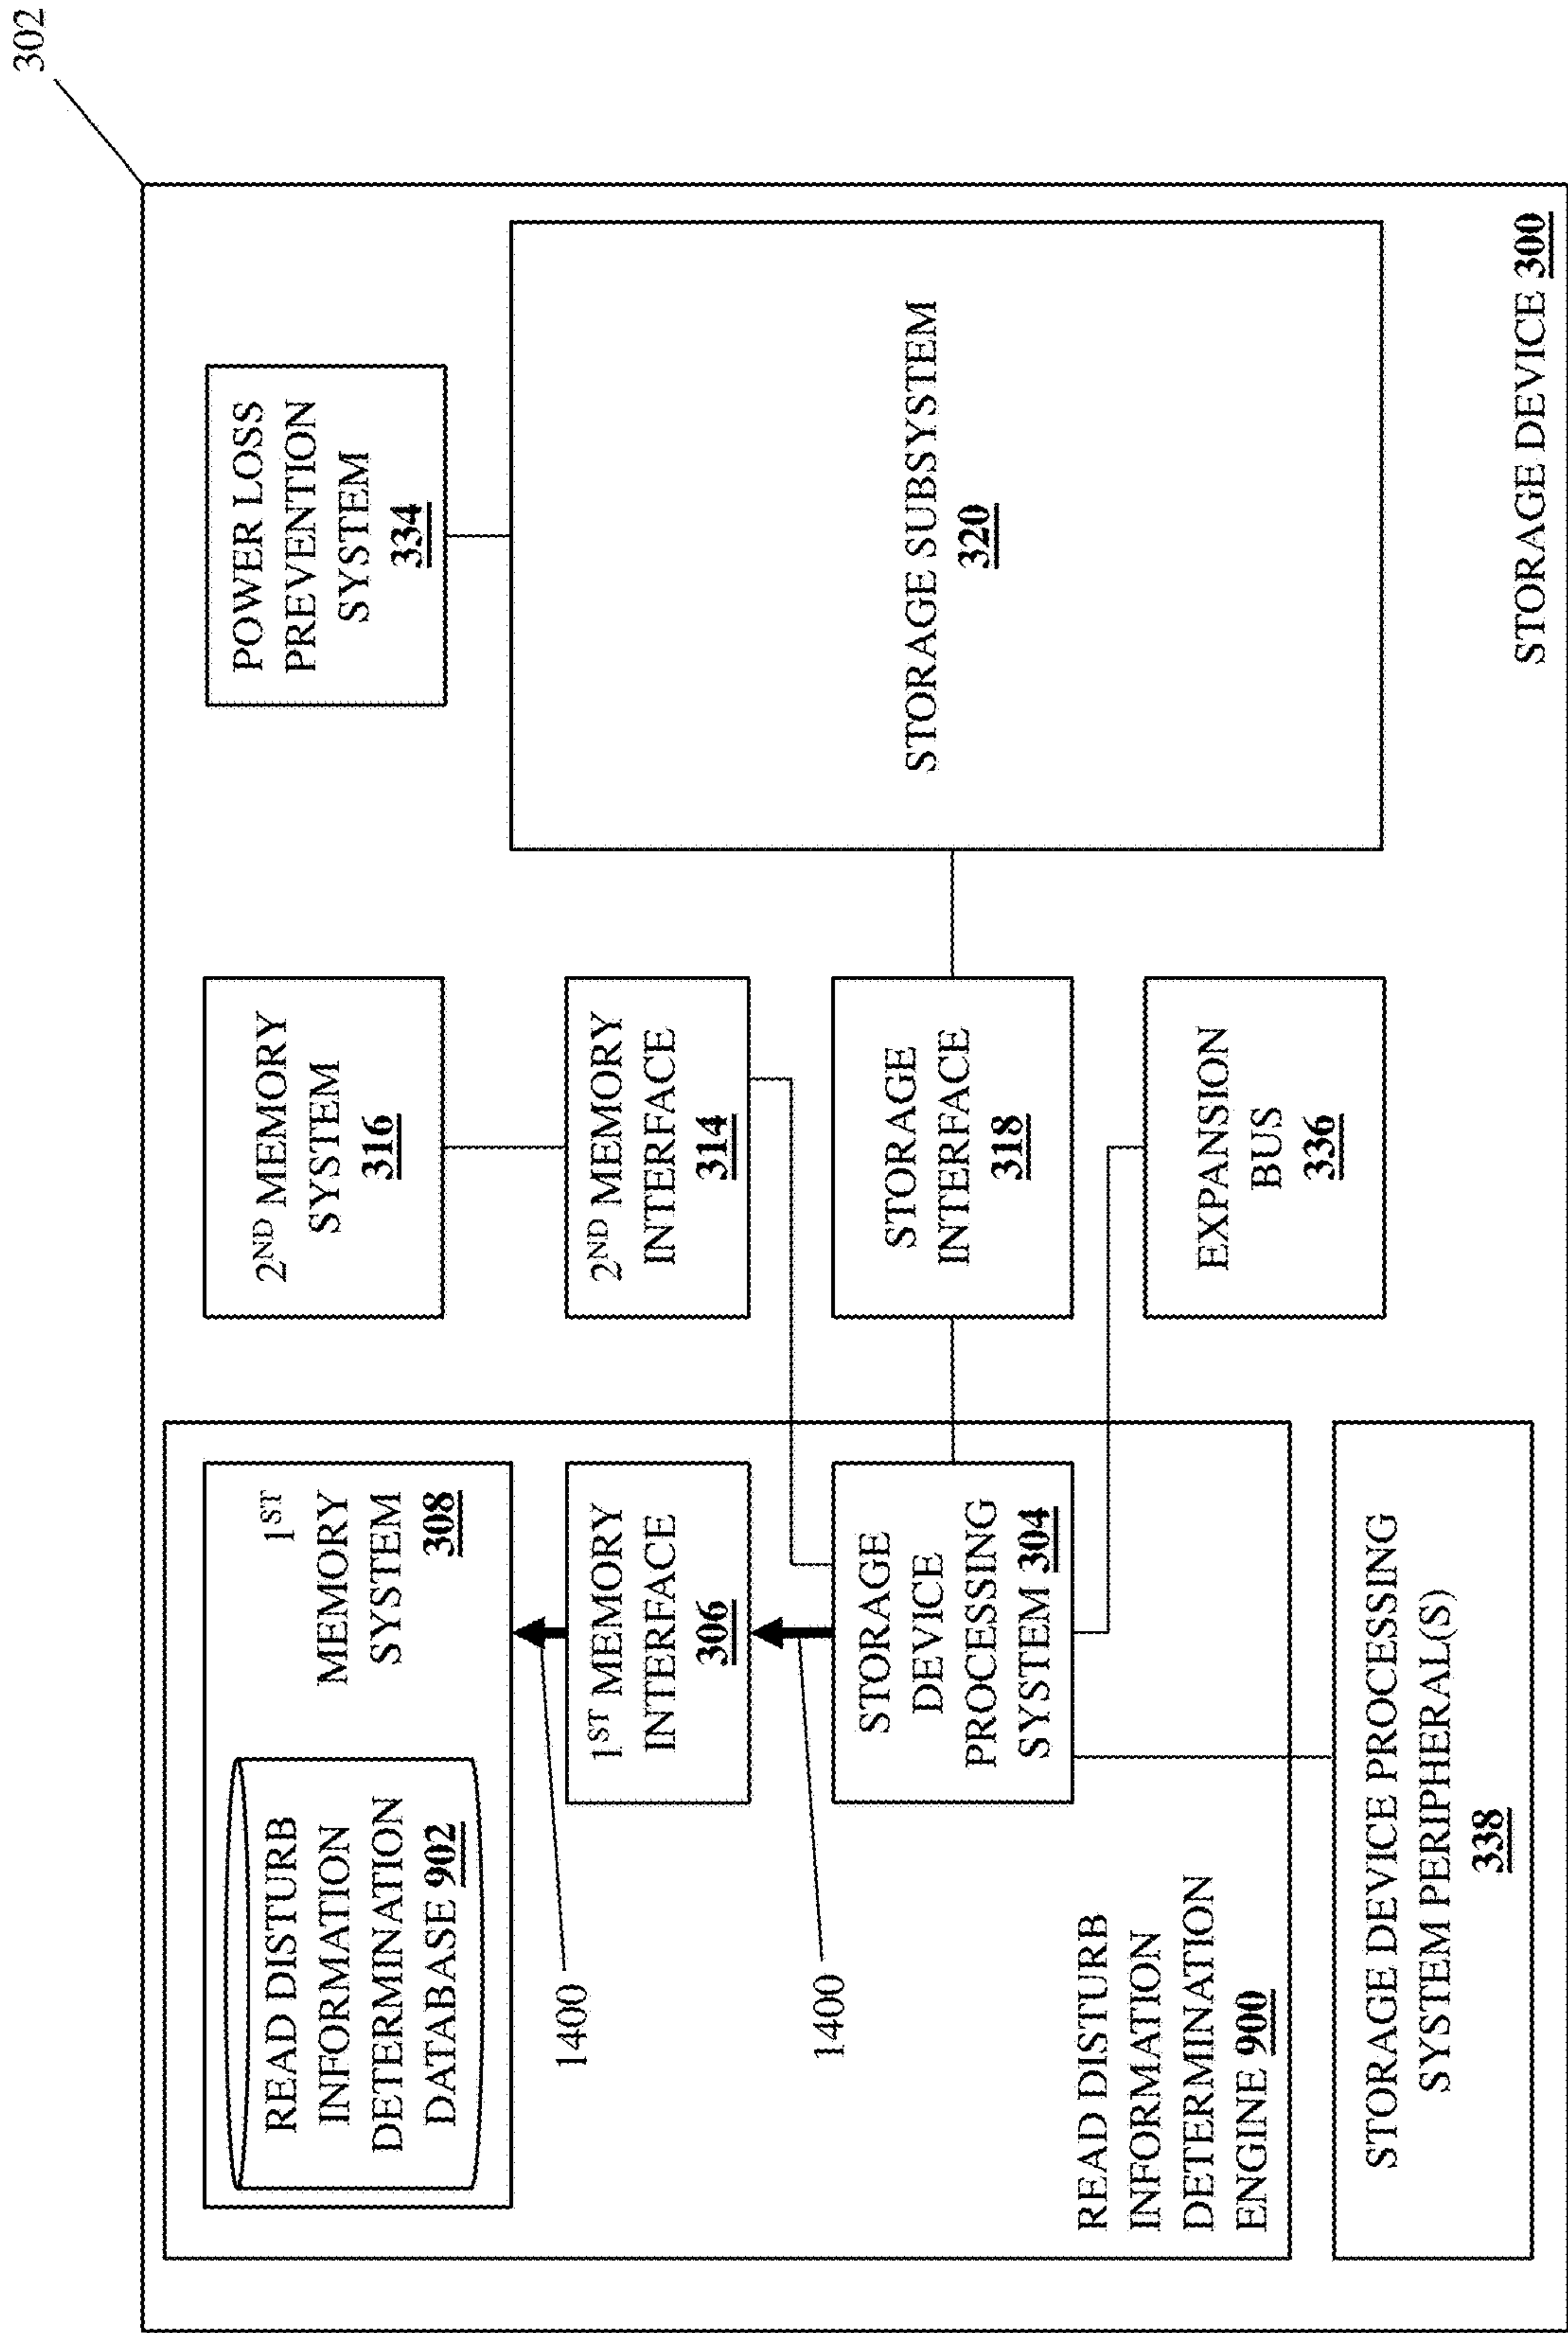 302
READ DISTURB
INFORMATION
DETERMINATION
DATABASE 902
1ST
MEMORY
SYSTEM
308
2ND MEMORY
SYSTEM
316
POWER LOSS
PREVENTION
SYSTEM
334
1400
1ST MEMORY
INTERFACE
306
2ND MEMORY
INTERFACE
314
1400
STORAGE
DEVICE
PROCESSING
SYSTEM 304
STORAGE
INTERFACE
318
STORAGE SUBSYSTEM
320
READ DISTURB
INFORMATION
DETERMINATION
ENGINE 900
EXPANSION
BUS
336
STORAGE DEVICE PROCESSING
SYSTEM PERIPHERAL(S)
338
STORAGE DEVICE 300